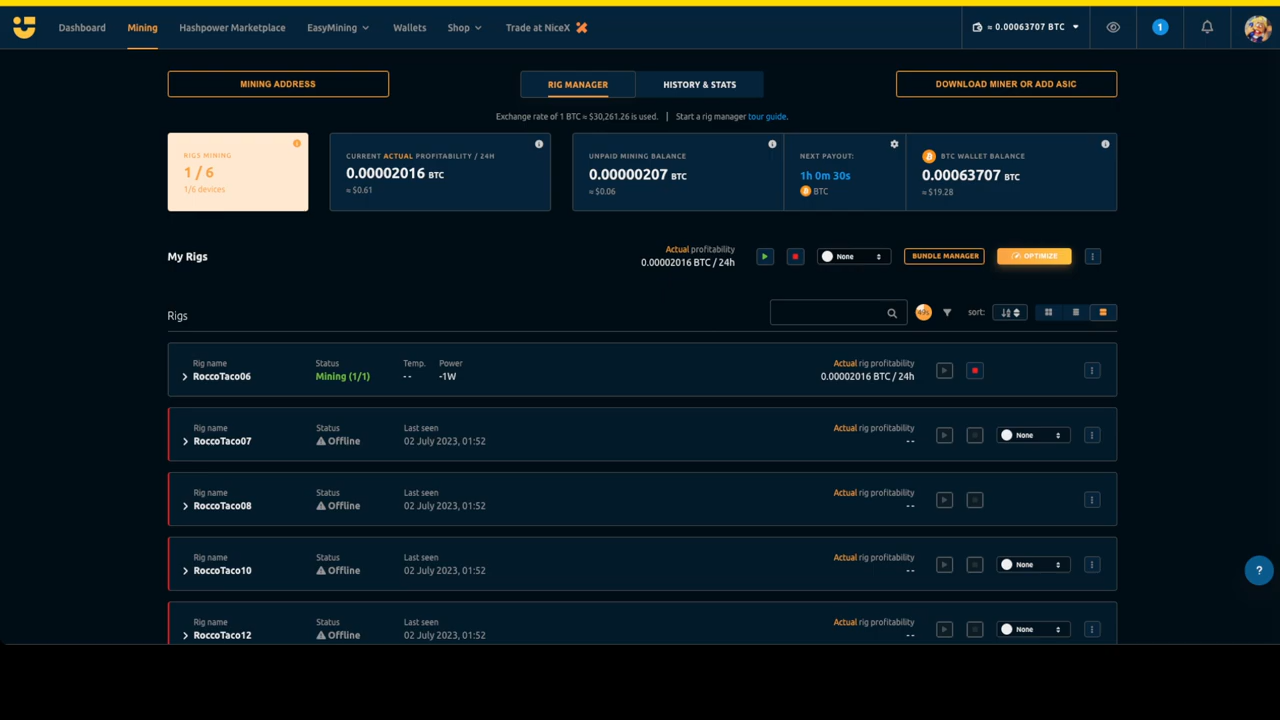 Dashboard Mining Hashpower Marketplace EasyMining Wallets Shop Trade at NiceX ≈ 0.00063707 BTC 1
MINING ADDRESS RIG MANAGER HISTORY & STATS DOWNLOAD MINER OR ADD ASIC
Exchange rate of 1 BTC ≈ $30,261.26 is used. | Start a rig manager tour guide.
RIGS MINING
1 / 6
1/6 devices
CURRENT ACTUAL PROFITABILITY / 24H
0.00002016 BTC
≈ $0.61
UNPAID MINING BALANCE
0.00000207 BTC
≈ $0.06
NEXT PAYOUT:
1h 0m 30s
BTC
BTC WALLET BALANCE
0.00063707 BTC
≈ $19.28
My Rigs
Actual profitability
0.00002016 BTC / 24h
None BUNDLE MANAGER OPTIMIZE
Rigs sort:
Rig name Status Temp. Power Actual rig profitability
RoccoTaco06 Mining (1/1) -- -1W 0.00002016 BTC / 24h
Rig name Status Last seen Actual rig profitability
RoccoTaco07 Offline 02 July 2023, 01:52 -- None
Rig name Status Last seen Actual rig profitability
RoccoTaco08 Offline 02 July 2023, 01:52 --
Rig name Status Last seen Actual rig profitability
RoccoTaco10 Offline 02 July 2023, 01:52 -- None
Rig name Status Last seen Actual rig profitability
RoccoTaco12 Offline 02 July 2023, 01:52 -- None
?